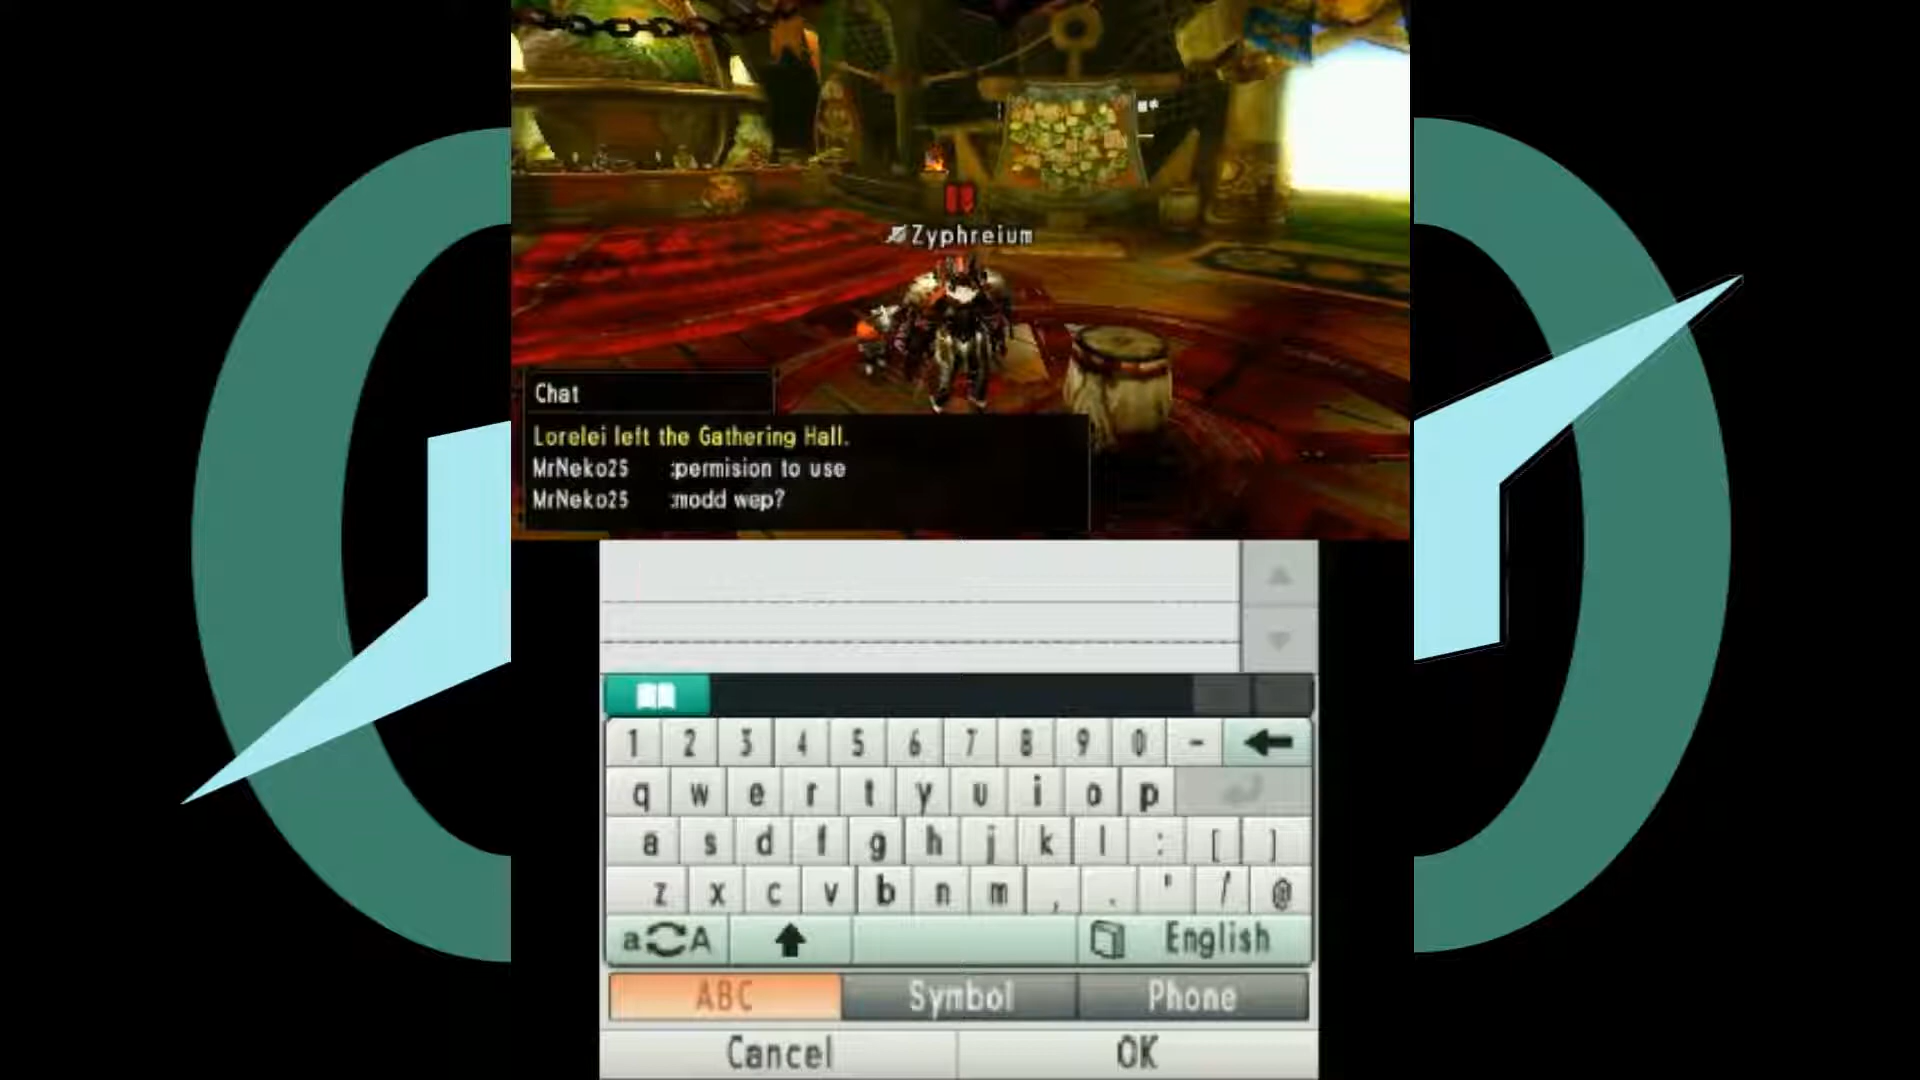 Zyphreium
Chat
Lorelei left the Gathering Hall.
MrNeko25 :permision to use
MrNeko25 :modd wep?
1 2 3 4 5 6 7 8 9 0 -
q w e r t y u i o p
a s d f g h j k l : [ ]
z x c v b n m , . ' / @
a A English
ABC Symbol Phone
Cancel OK